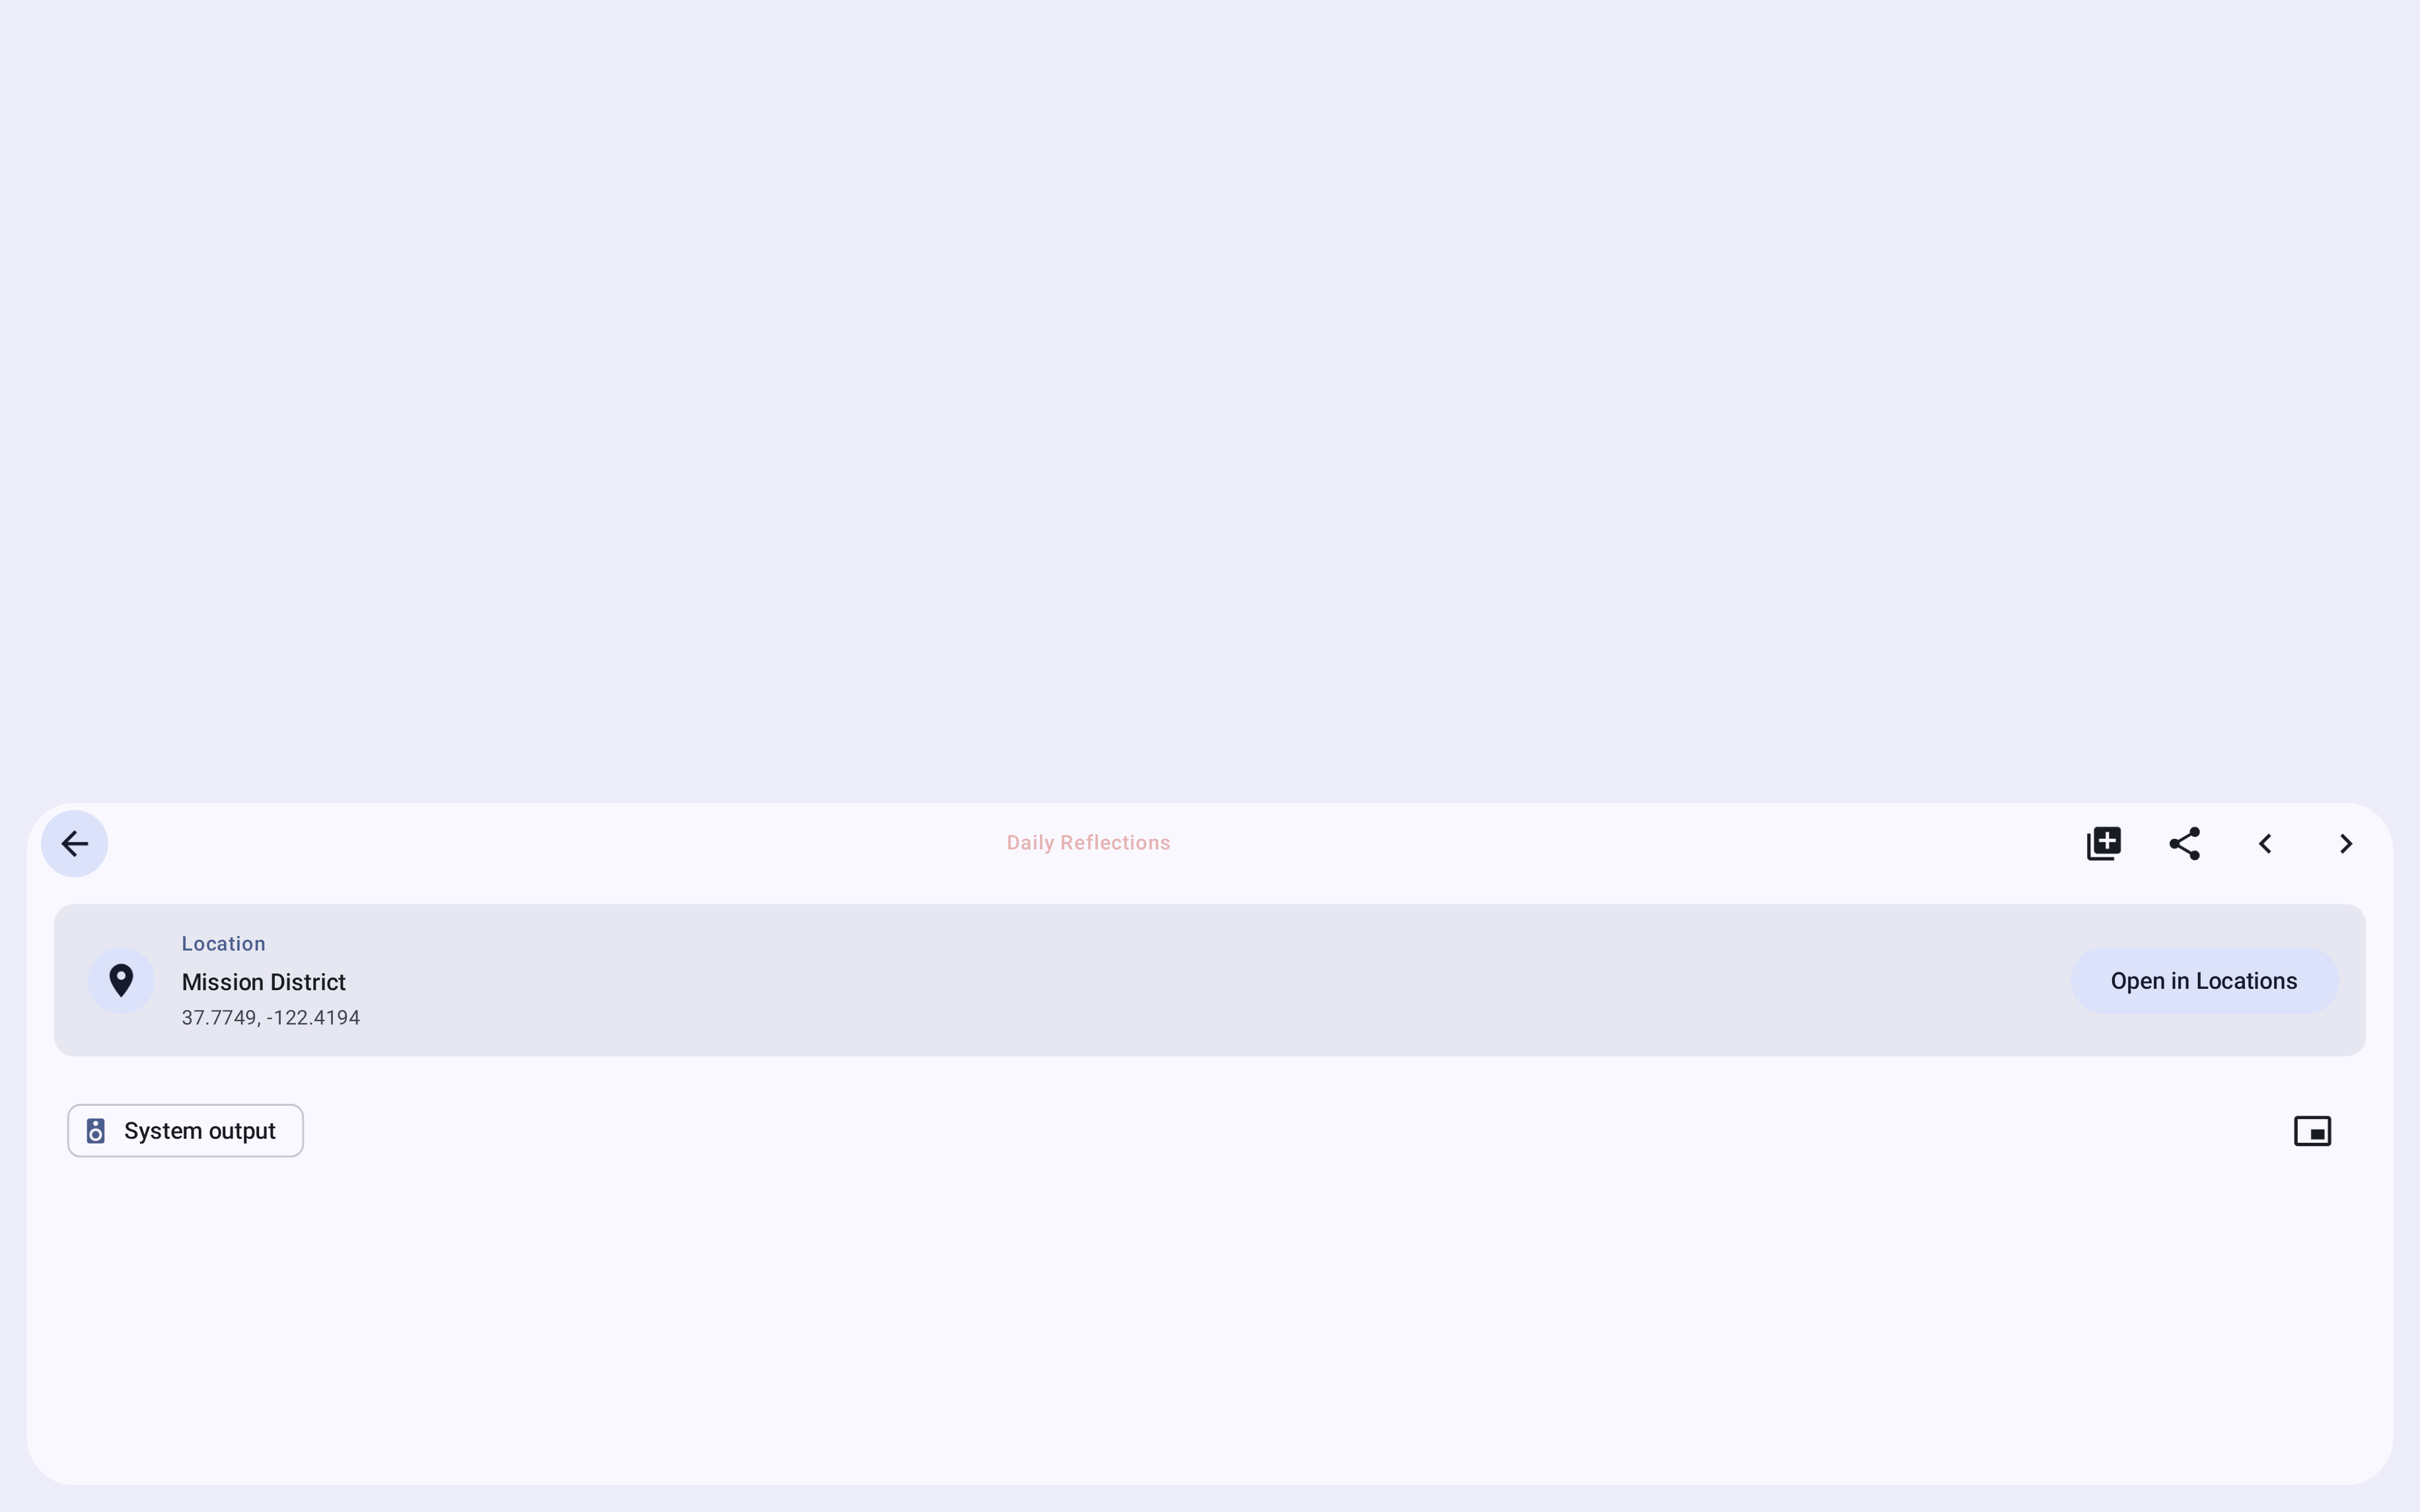 Daily Reflections
Location
Mission District
37.7749, -122.4194
Open in Locations
System output